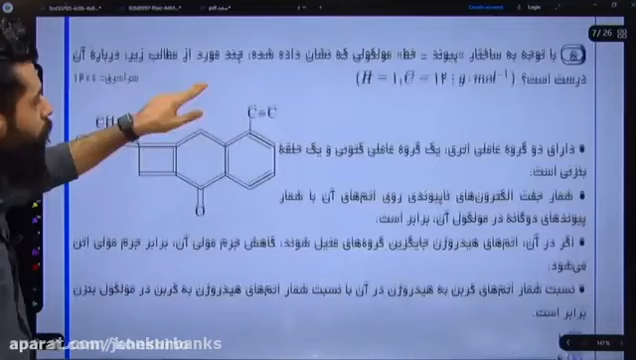 7 / 26
با توجه به ساختار «پیوند - خط» مولکولی که نشان داده شده، چند مورد از مطالب زیر، درباره آن
درست است؟ (H = ۱, C = ۱۲ : g·mol⁻¹)
C=C
O
• دارای دو گروه عاملی اتری، یک گروه عاملی کتونی و یک حلقه
بنزنی است.
• شمار جفت الکترون‌های ناپیوندی روی اتم‌های آن با شمار
پیوندهای دوگانه در مولکول آن، برابر است.
• اگر در آن، اتم‌های هیدروژن جایگزین گروه‌های متیل شوند، کاهش جرم مولی آن، برابر جرم مولی اتن
می‌شود.
• نسبت شمار اتم‌های کربن به هیدروژن در آن با نسبت شمار اتم‌های هیدروژن به کربن در مولکول بنزن
برابر است.
aparat.com/konkurbanks